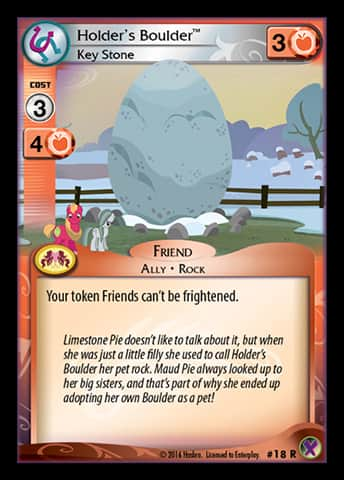 Holder's Boulder™
Key Stone
3
COST
3
4
FRIEND
ALLY • ROCK
Your token Friends can't be frightened.
Limestone Pie doesn't like to talk about it, but when
she was just a little filly she used to call Holder's
Boulder her pet rock. Maud Pie always looked up to
her big sisters, and that's part of why she ended up
adopting her own Boulder as a pet!
© 2016 Hasbro. Licensed to Enterplay.
#18 R